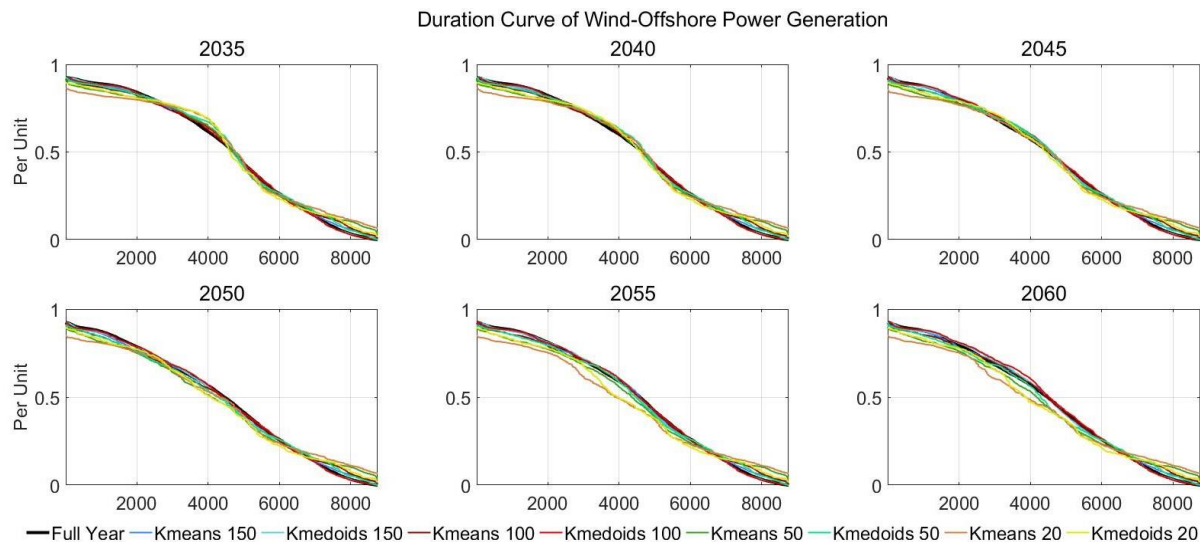 Duration Curve of Wind-Offshore Power Generation
2035 2040 2045
1 1 1
Per Unit
0.5 0.5 0.5
0 0 0
2000 4000 6000 8000 2000 4000 6000 8000 2000 4000 6000 8000
2050 2055 2060
1 1 1
Per Unit
0.5 0.5 0.5
0 0 0
2000 4000 6000 8000 2000 4000 6000 8000 2000 4000 6000 8000
Full Year Kmeans 150 Kmedoids 150 Kmeans 100 Kmedoids 100 Kmeans 50 Kmedoids 50 Kmeans 20 Kmedoids 20